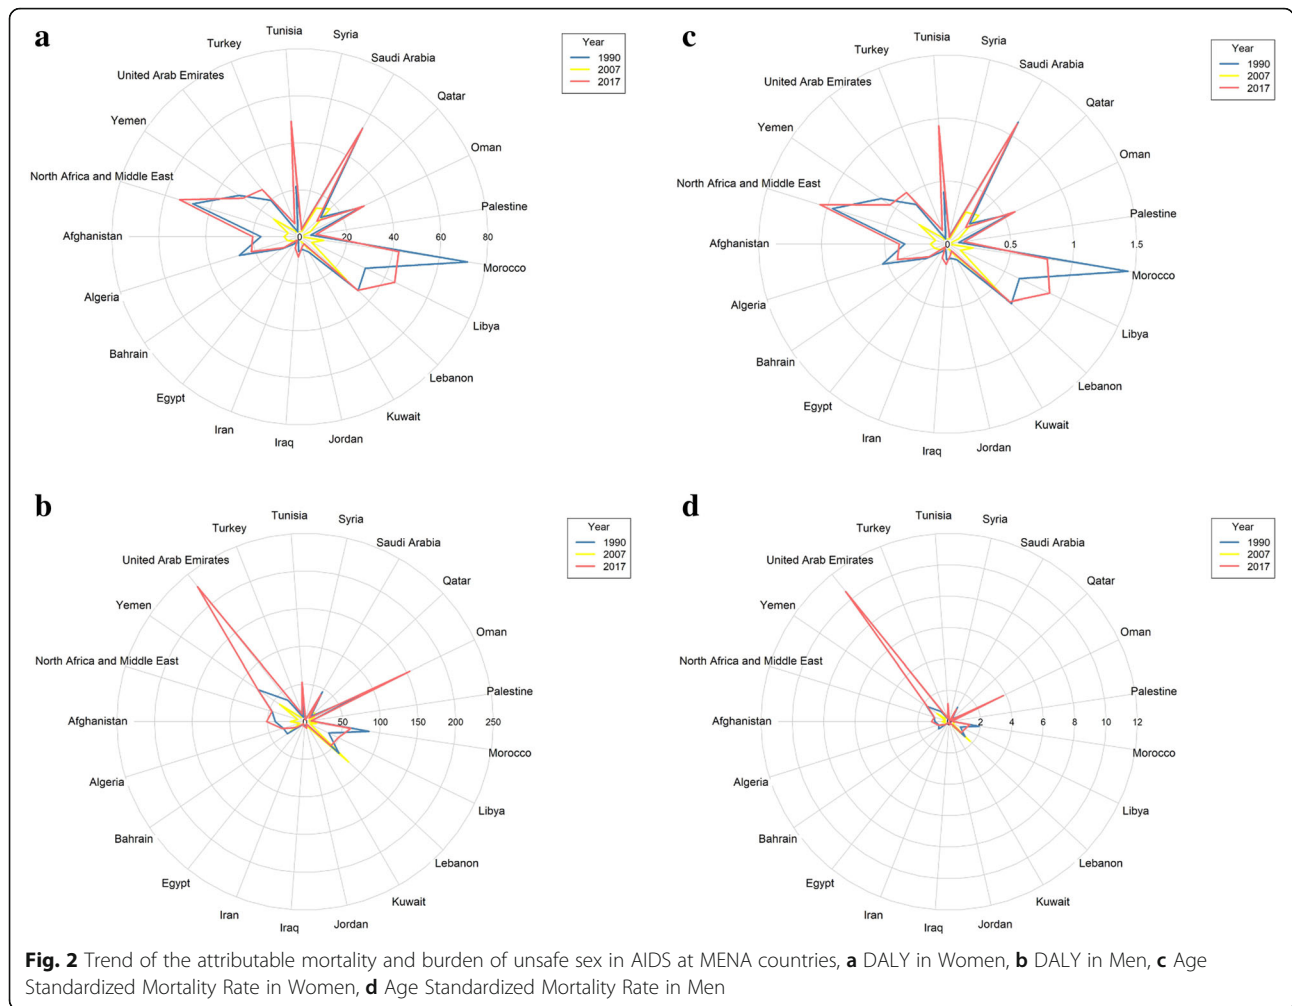 a
Tunisia
Syria
Turkey
Saudi Arabia
United Arab Emirates
Qatar
Yemen
Oman
North Africa and Middle East
Palestine
Afghanistan
0 20 40 60 80
Morocco
Algeria
Libya
Bahrain
Lebanon
Egypt
Kuwait
Iran
Iraq
Jordan
Year
1990
2007
2017
c
Tunisia
Syria
Turkey
Saudi Arabia
United Arab Emirates
Qatar
Yemen
Oman
North Africa and Middle East
Palestine
Afghanistan
0 0.5 1 1.5
Morocco
Algeria
Libya
Bahrain
Lebanon
Egypt
Kuwait
Iran
Iraq
Jordan
Year
1990
2007
2017
b
Tunisia
Syria
Turkey
Saudi Arabia
United Arab Emirates
Qatar
Yemen
Oman
North Africa and Middle East
Palestine
Afghanistan
0 50 100 150 200 250
Morocco
Algeria
Libya
Bahrain
Lebanon
Egypt
Kuwait
Iran
Iraq
Jordan
Year
1990
2007
2017
d
Tunisia
Syria
Turkey
Saudi Arabia
United Arab Emirates
Qatar
Yemen
Oman
North Africa and Middle East
Palestine
Afghanistan
0 2 4 6 8 10 12
Morocco
Algeria
Libya
Bahrain
Lebanon
Egypt
Kuwait
Iran
Iraq
Jordan
Year
1990
2007
2017
Fig. 2 Trend of the attributable mortality and burden of unsafe sex in AIDS at MENA countries, a DALY in Women, b DALY in Men, c Age
Standardized Mortality Rate in Women, d Age Standardized Mortality Rate in Men